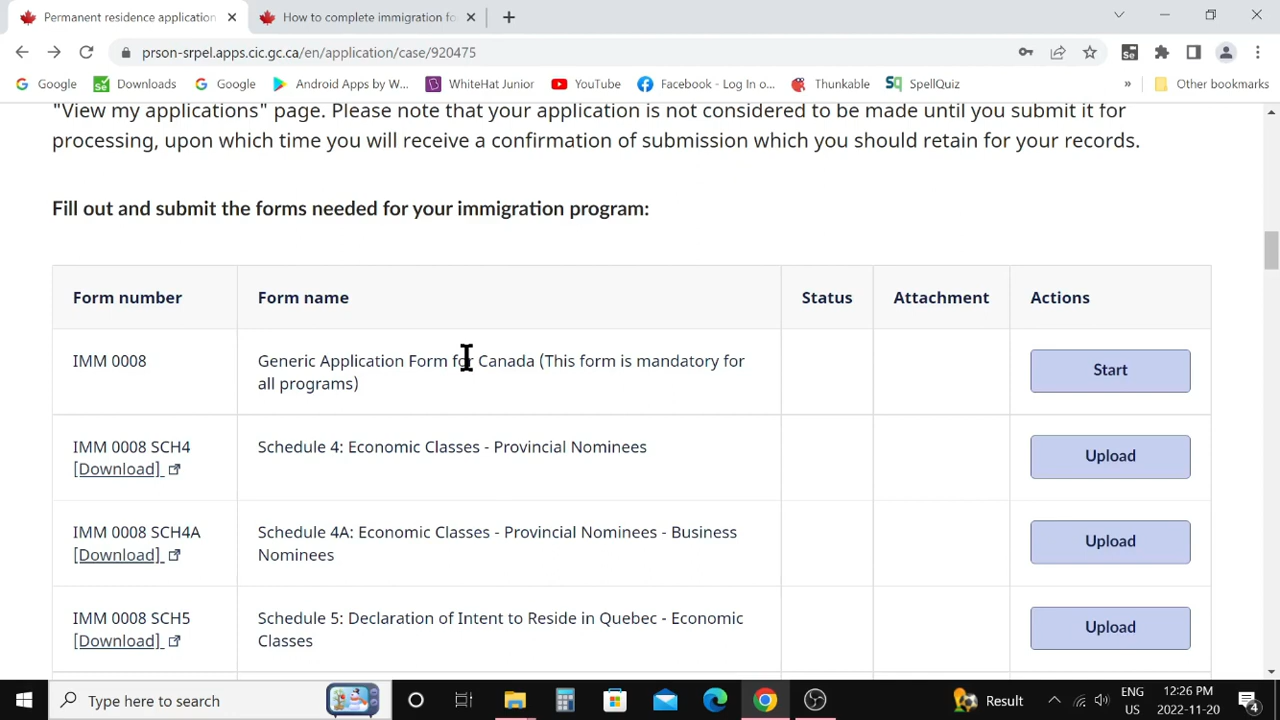 Permanent residence application
How to complete immigration fo
prson-srpel.apps.cic.gc.ca/en/application/case/920475
Google
Downloads
Google
Android Apps by W...
WhiteHat Junior
YouTube
Facebook - Log In o...
Thunkable
SpellQuiz
»
Other bookmarks
"View my applications" page. Please note that your application is not considered to be made until you submit it for
processing, upon which time you will receive a confirmation of submission which you should retain for your records.
Fill out and submit the forms needed for your immigration program:
Form number Form name Status Attachment Actions
IMM 0008 Generic Application Form for Canada (This form is mandatory for
all programs)
Start
IMM 0008 SCH4 Schedule 4: Economic Classes - Provincial Nominees
[Download]
Upload
IMM 0008 SCH4A Schedule 4A: Economic Classes - Provincial Nominees - Business
[Download] Nominees
Upload
IMM 0008 SCH5 Schedule 5: Declaration of Intent to Reside in Quebec - Economic
[Download] Classes
Upload
Type here to search
Result
ENG
US
12:26 PM
2022-11-20
4